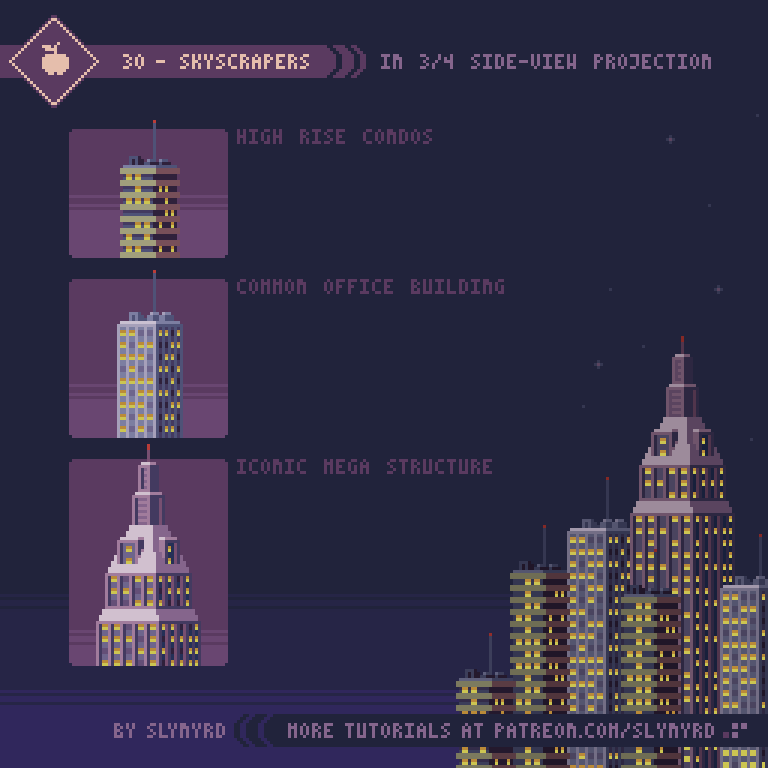 30 - SKYSCRAPERS IN 3/4 SIDE-VIEW PROJECTION
HIGH RISE CONDOS
COMMON OFFICE BUILDING
ICONIC MEGA STRUCTURE
BY SLYNYRD MORE TUTORIALS AT PATREON.COM/SLYNYRD